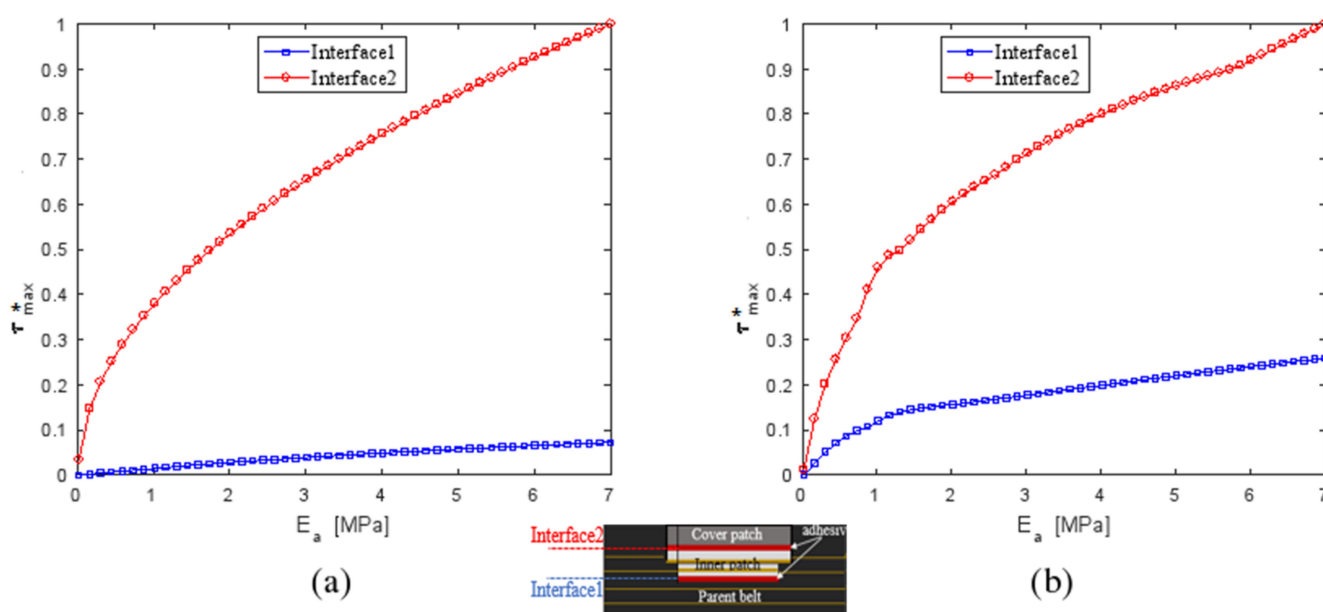 1
0.9
0.8
0.7
0.6
0.5
0.4
0.3
0.2
0.1
0
τ*max
Interface1
Interface2
0 1 2 3 4 5 6 7
E_a [MPa]
(a)
1
0.9
0.8
0.7
0.6
0.5
0.4
0.3
0.2
0.1
0
τ*max
Interface1
Interface2
0 1 2 3 4 5 6 7
E_a [MPa]
(b)
Interface2
Interface1
Cover patch
adhesiv
Inner patch
Parent belt